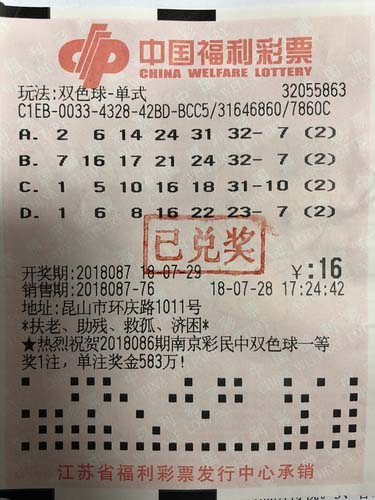 中国福利彩票
CHINA WELFARE LOTTERY
玩法:双色球-单式 32055863
C1EB-0033-4328-42BD-BCC5/31646860/7860C
A. 2 6 14 24 31 32- 7 (2)
B. 7 16 17 21 24 32- 7 (2)
C. 1 5 10 16 18 31-10 (2)
D. 1 6 8 16 22 23- 7 (2)
已兑奖
开奖期:2018087 18-07-29 ¥:16
销售期:2018087-76 18-07-28 17:24:42
地址:昆山市环庆路1011号
*扶老、助残、救孤、济困*
★热烈祝贺2018086期南京彩民中双色球一等
奖1注,单注奖金583万!
江苏省福利彩票发行中心承销